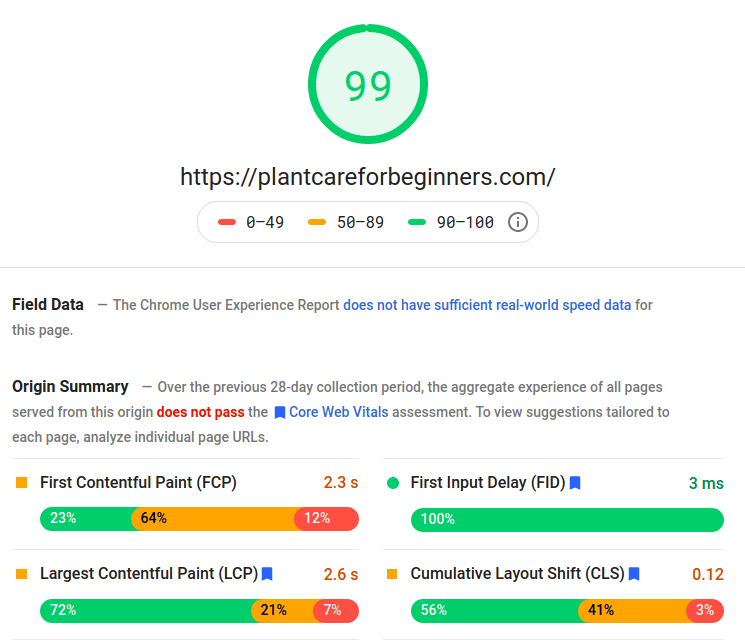 99
https://plantcareforbeginners.com/
0–49 50–89 90–100
Field Data — The Chrome User Experience Report does not have sufficient real-world speed data for
this page.
Origin Summary — Over the previous 28-day collection period, the aggregate experience of all pages
served from this origin does not pass the Core Web Vitals assessment. To view suggestions tailored to
each page, analyze individual page URLs.
First Contentful Paint (FCP) 2.3 s
23% 64% 12%
First Input Delay (FID) 3 ms
100%
Largest Contentful Paint (LCP) 2.6 s
72% 21% 7%
Cumulative Layout Shift (CLS) 0.12
56% 41% 3%